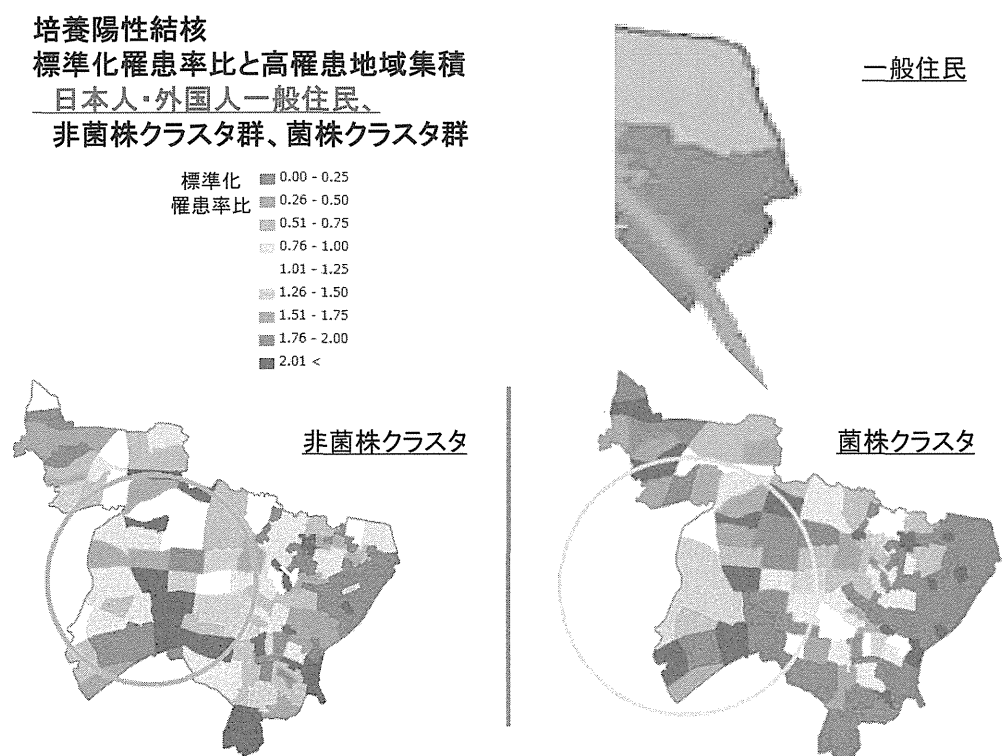 培養陽性結核
標準化罹患率比と高罹患地域集積
日本人・外国人一般住民、
非菌株クラスタ群、菌株クラスタ群
一般住民
標準化
罹患率比
0.00 - 0.25
0.26 - 0.50
0.51 - 0.75
0.76 - 1.00
1.01 - 1.25
1.26 - 1.50
1.51 - 1.75
1.76 - 2.00
2.01 <
非菌株クラスタ
菌株クラスタ